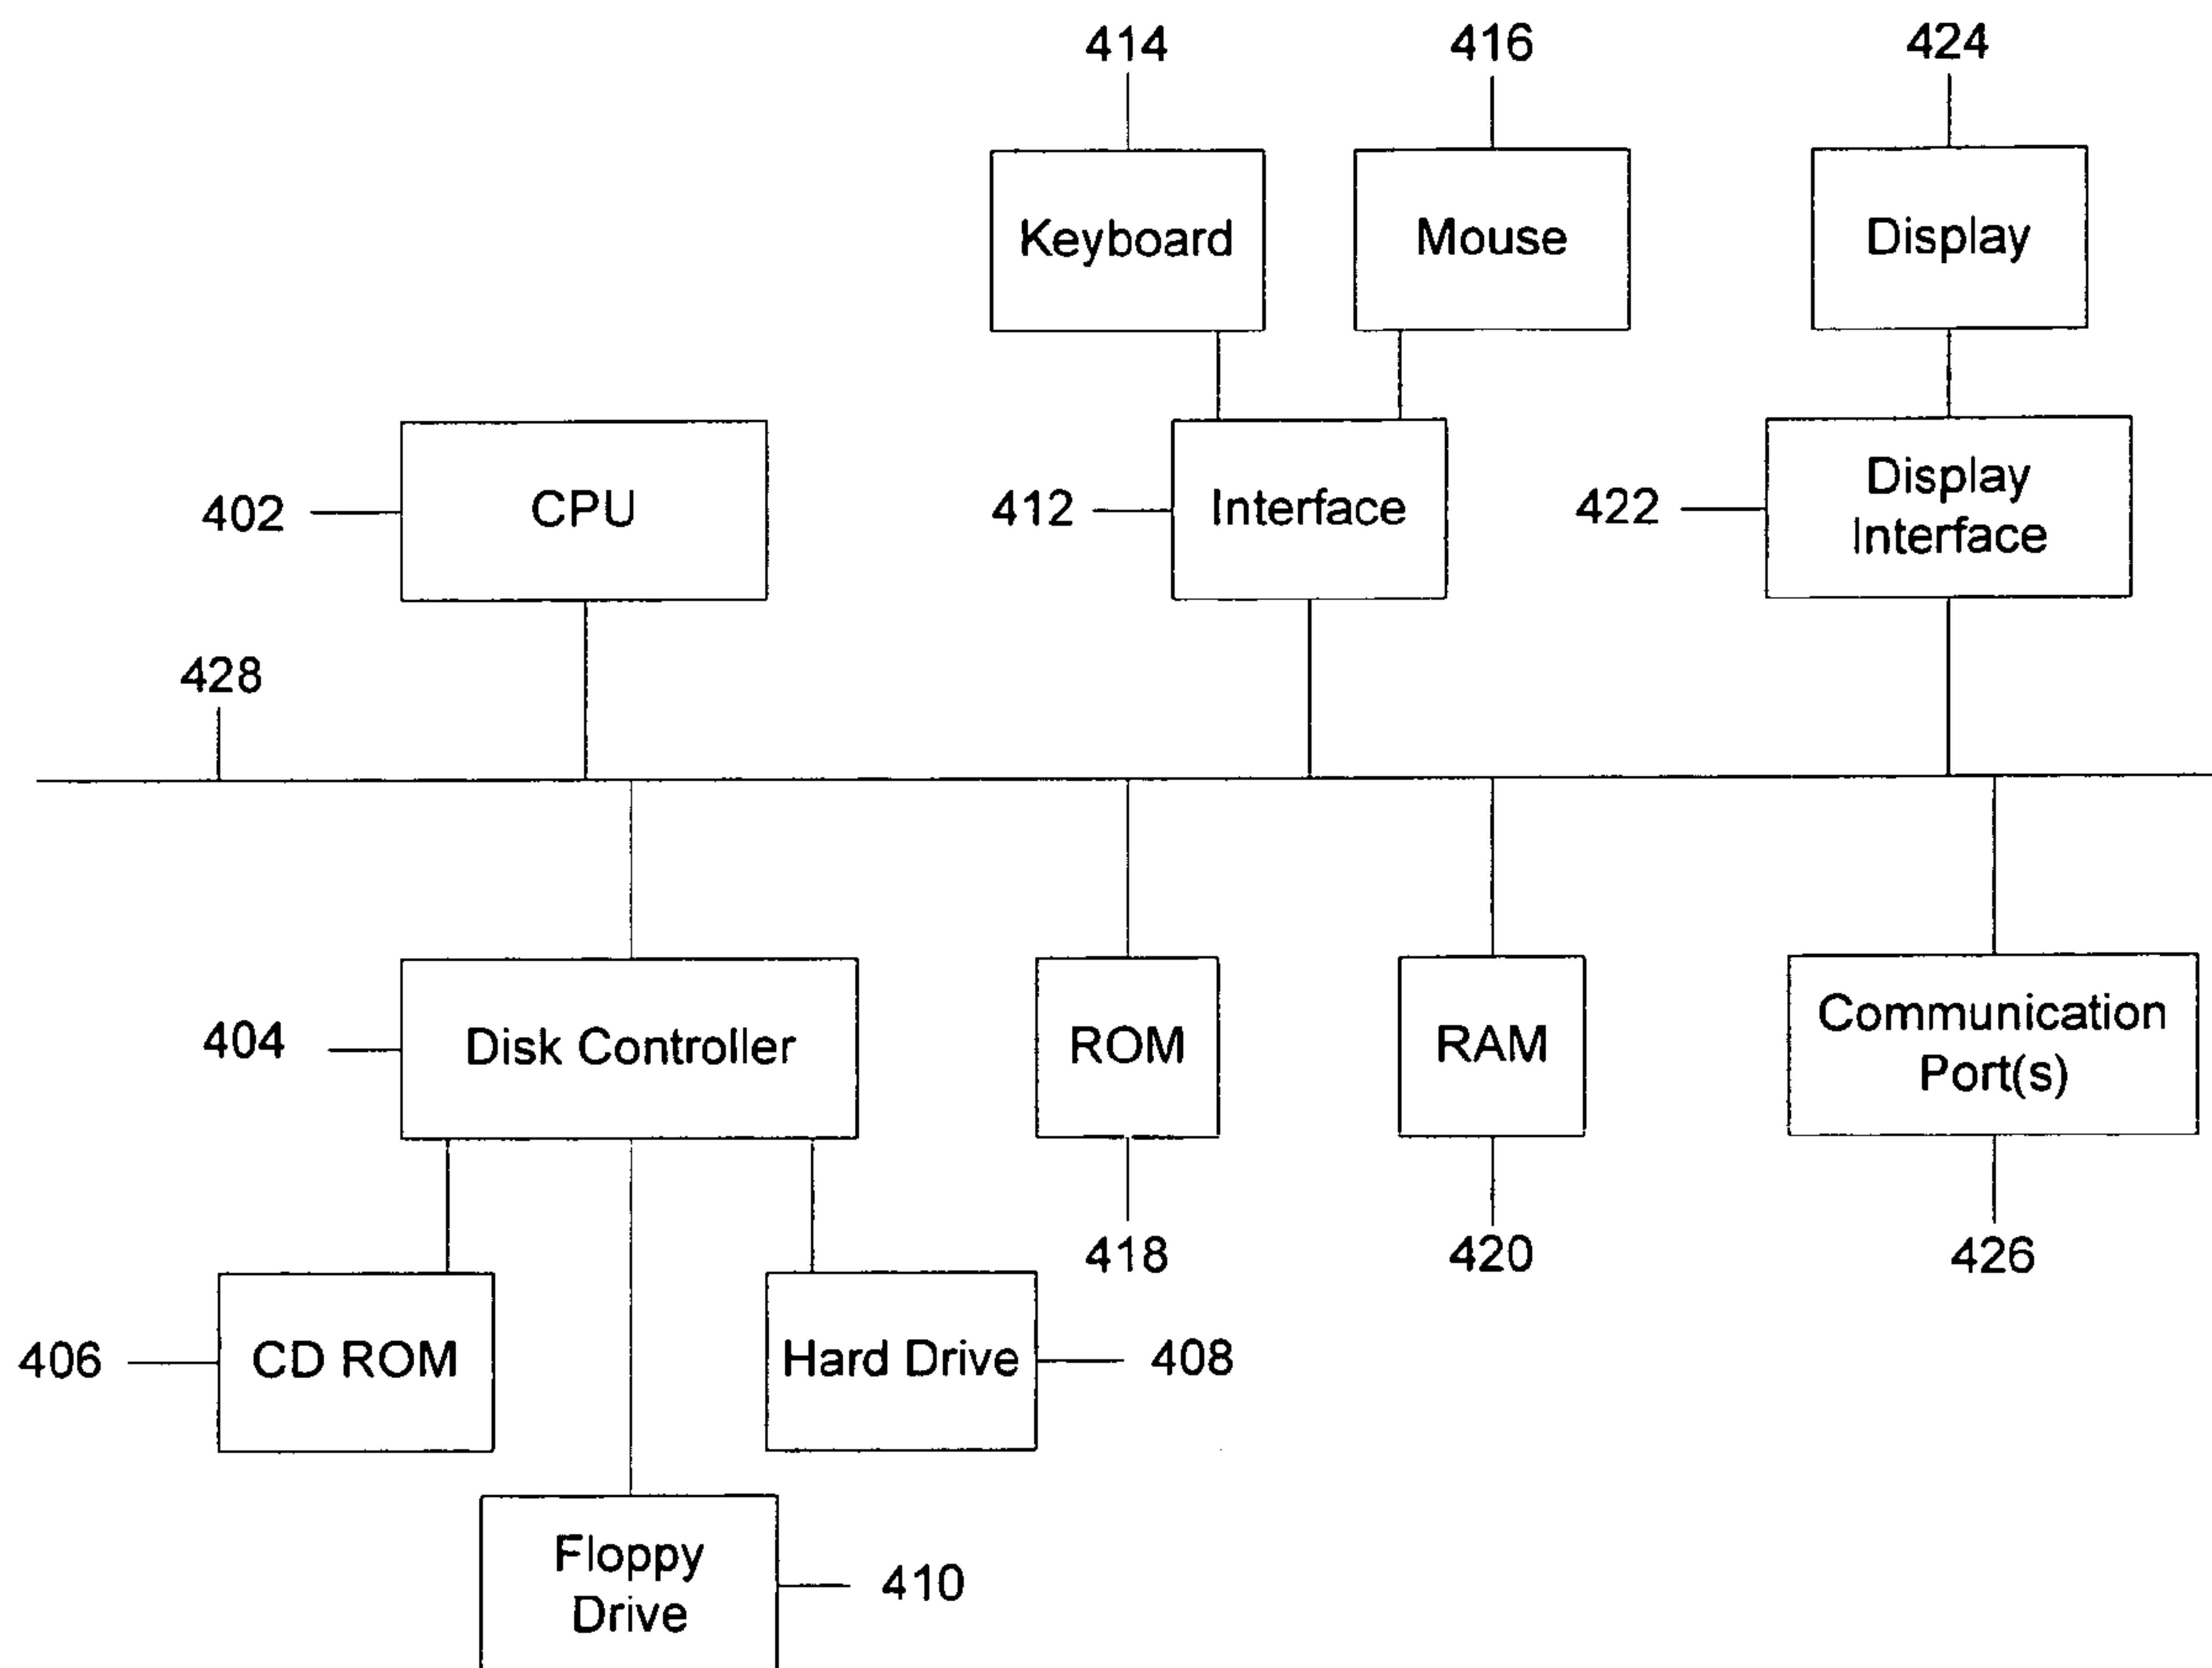 414
416
424
Keyboard
Mouse
Display
402
CPU
412
Interface
422
Display
Interface
428
404
Disk Controller
ROM
RAM
Communication
Port(s)
418
420
426
406
CD ROM
Hard Drive
408
Floppy
Drive
410